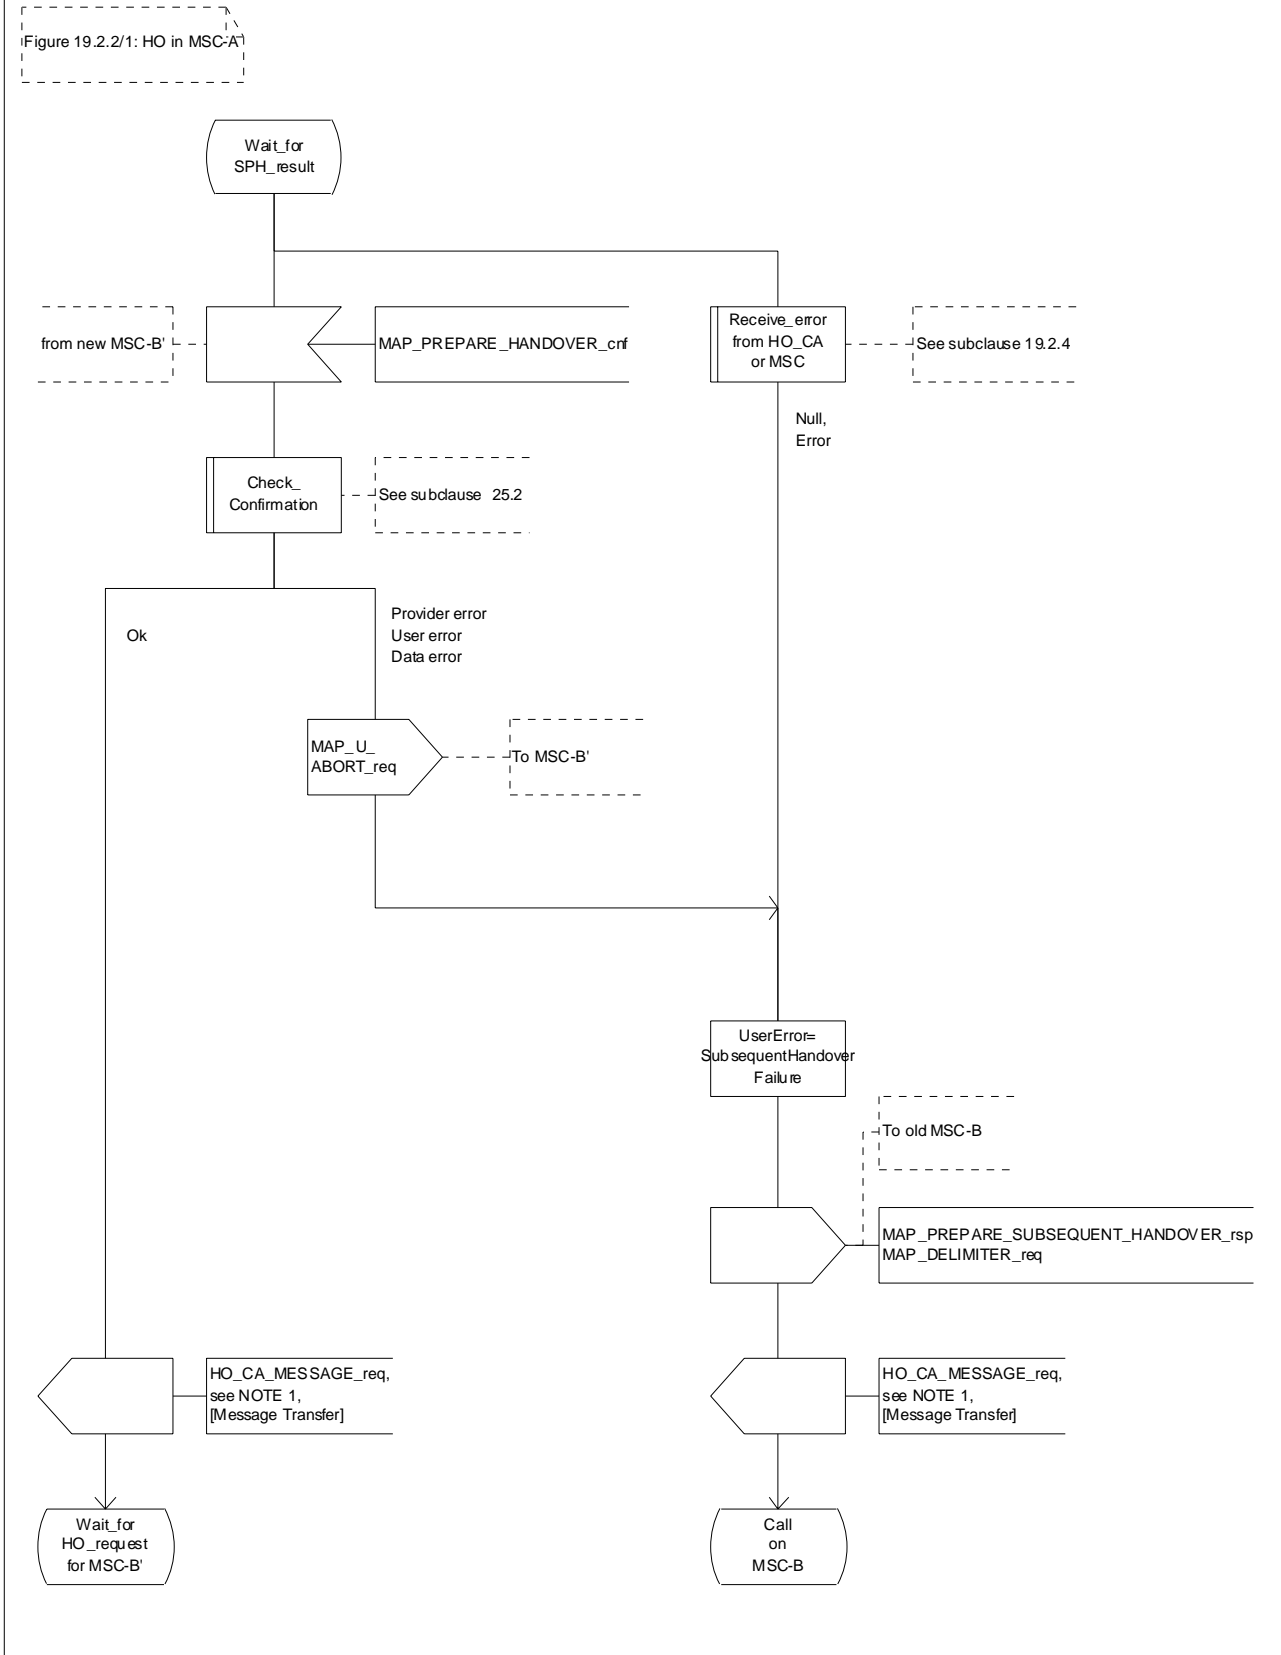 Figure 19.2.2/1: HO in MSC-A
Wait_for
SPH_result
from new MSC-B'
MAP_PREPARE_HANDOVER_cnf
Receive_error
from HO_CA
or MSC
See subclause 19.2.4
Null,
Error
Check_
Confirmation
See subclause 25.2
Ok
Provider error
User error
Data error
MAP_U_
ABORT_req
To MSC-B'
UserError=
SubsequentHandover
Failure
To old MSC-B
MAP_PREPARE_SUBSEQUENT_HANDOVER_rsp
MAP_DELIMITER_req
HO_CA_MESSAGE_req,
see NOTE 1,
[Message Transfer]
HO_CA_MESSAGE_req,
see NOTE 1,
[Message Transfer]
Wait_for
HO_request
for MSC-B'
Call
on
MSC-B